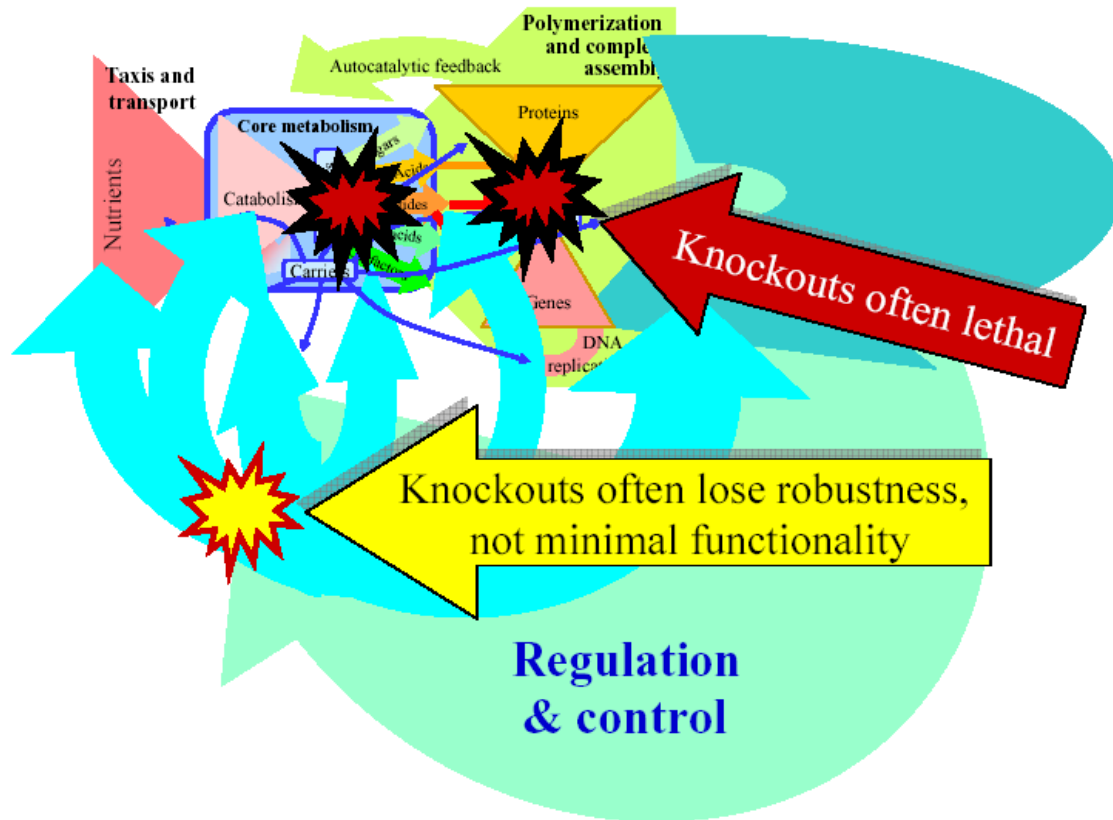 Polymerization
and
assembly
Autocatalytic feedback
Taxis and
transport
Proteins
Core metabolism
Nutrients
Catabolism
Carriers
Genes
DNA
Knockouts often lethal
Knockouts often lose robustness,
not minimal functionality
Regulation
& control